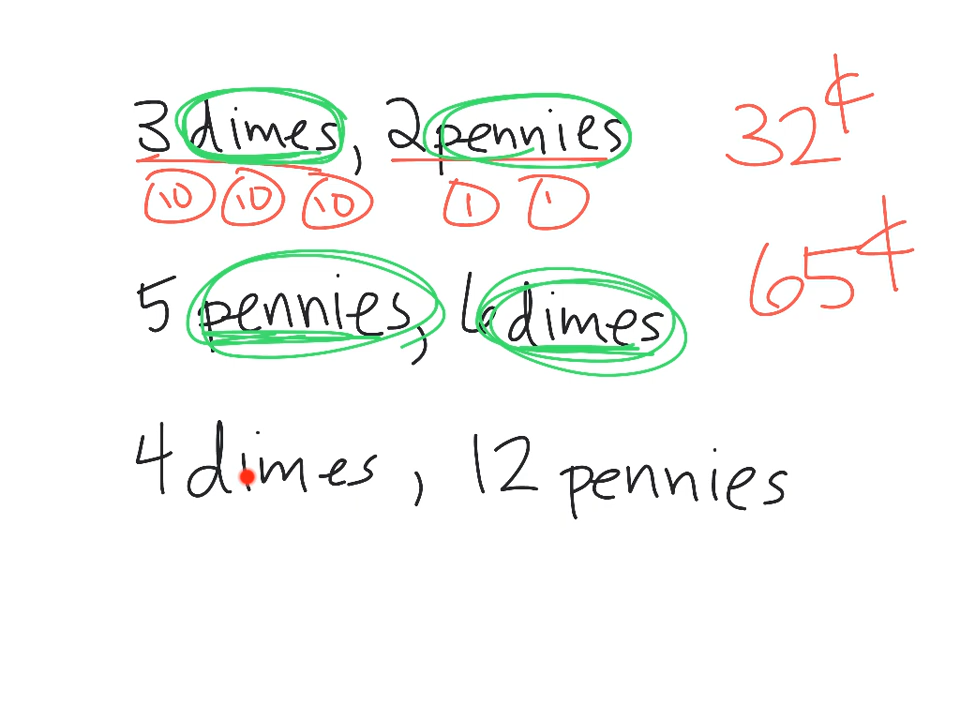 3 dimes, 2 pennies 32¢
10 10 10 1 1
5 pennies, 6 dimes 65¢
4 dimes, 12 pennies